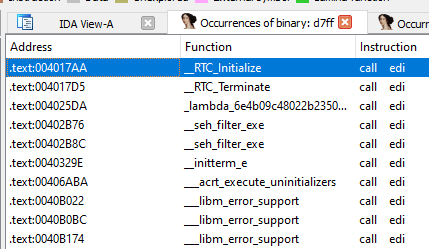 IDA View-A Occurrences of binary: d7ff
Address Function Instruction
.text:004017AA __RTC_Initialize call edi
.text:004017D5 __RTC_Terminate call edi
.text:004025DA _lambda_6e4b09c48022b2350... call edi
.text:00402B76 __seh_filter_exe call edi
.text:00402B8C __seh_filter_exe call edi
.text:0040329E __initterm_e call edi
.text:00406ABA ___acrt_execute_uninitializers call edi
.text:0040B022 ___libm_error_support call edi
.text:0040B0BC ___libm_error_support call edi
.text:0040B174 ___libm_error_support call edi